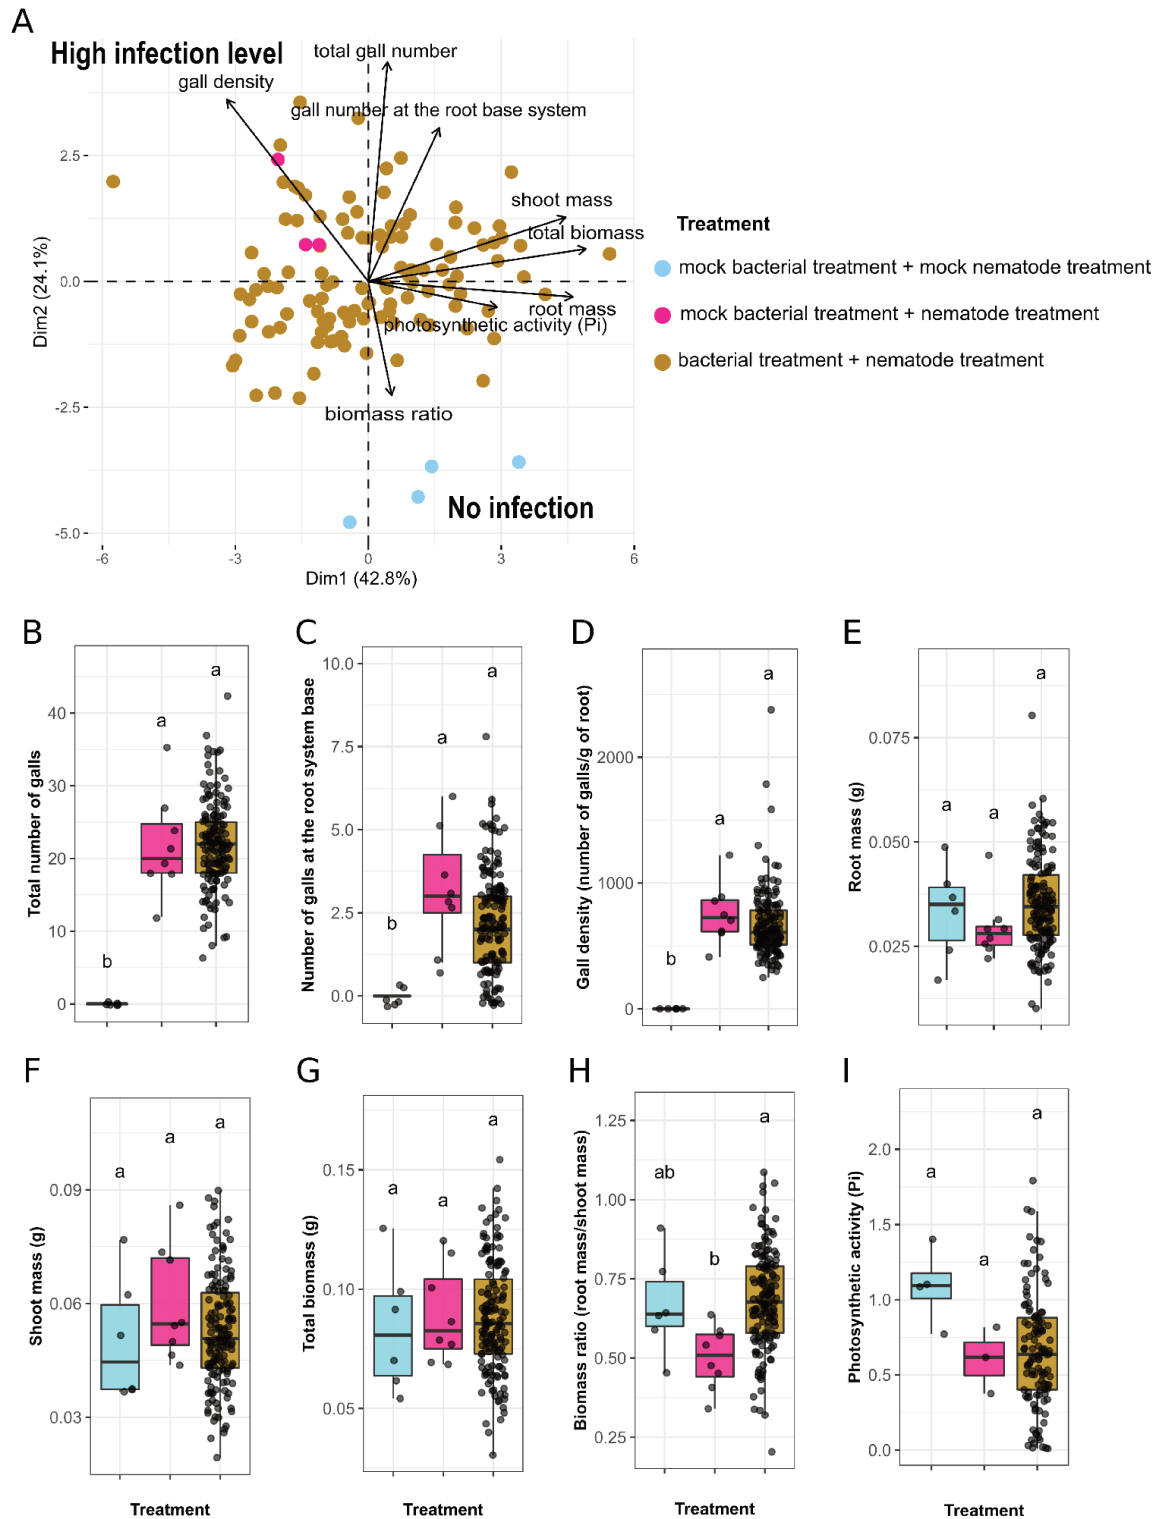 A
High infection level
total gall number
gall density
gall number at the root base system
shoot mass
total biomass
root mass
photosynthetic activity (Pi)
biomass ratio
No infection
2.5
0.0
-2.5
-5.0
Dim2 (24.1%)
-6
-3
0
3
6
Dim1 (42.8%)
Treatment
mock bacterial treatment + mock nematode treatment
mock bacterial treatment + nematode treatment
bacterial treatment + nematode treatment
B
Total number of galls
40
30
20
10
0
b
a
a
C
Number of galls at the root system base
10.0
7.5
5.0
2.5
0.0
b
a
a
D
Gall density (number of galls/g of root)
2000
1000
0
b
a
a
E
Root mass (g)
0.075
0.050
0.025
a
a
a
F
Shoot mass (g)
0.09
0.06
0.03
a
a
a
Treatment
G
Total biomass (g)
0.15
0.10
0.05
a
a
a
Treatment
H
Biomass ratio (root mass/shoot mass)
1.25
1.00
0.75
0.50
0.25
ab
b
a
Treatment
I
Photosynthetic activity (Pi)
2.0
1.5
1.0
0.5
0.0
a
a
a
Treatment